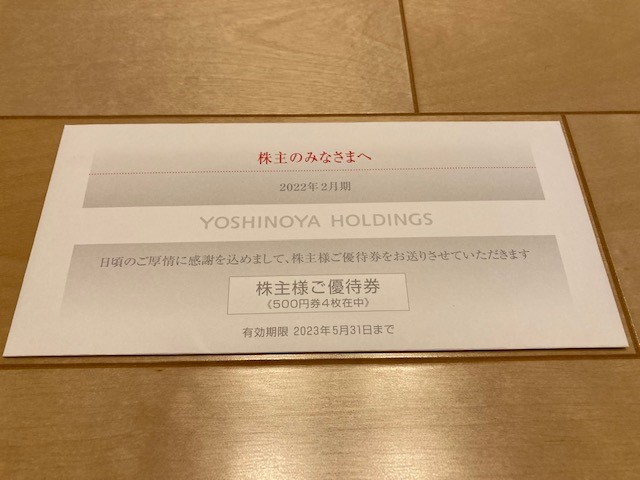 株主のみなさまへ
2022年2月期
YOSHINOYA HOLDINGS
日頃のご厚情に感謝を込めまして、株主様ご優待券をお送りさせていただきます
株主様ご優待券
《500円券4枚在中》
有効期限 2023年5月31日まで